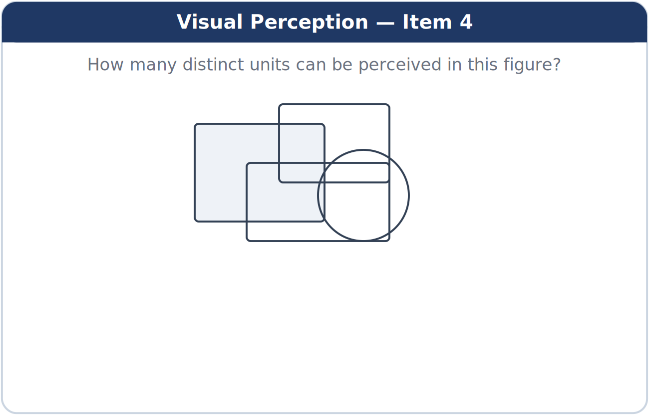 Visual Perception — Item 4
How many distinct units can be perceived in this figure?